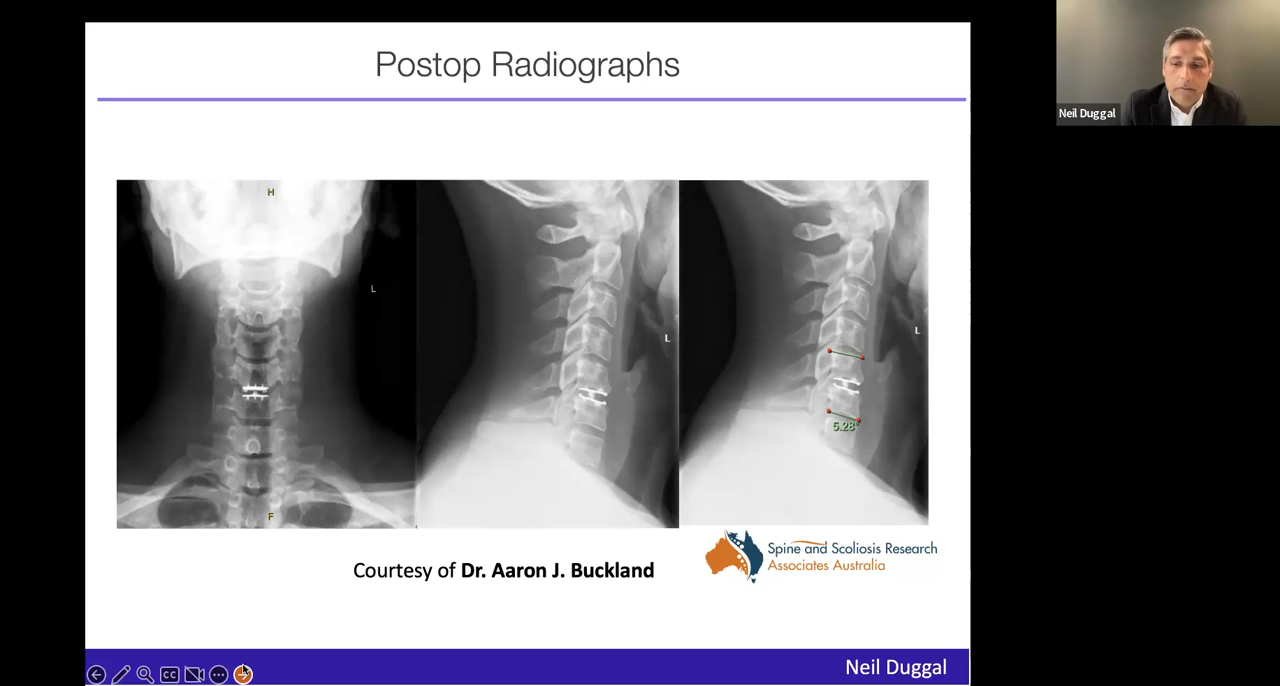 Postop Radiographs
Neil Duggal
H
L
L
L
5.28°
F
Courtesy of Dr. Aaron J. Buckland
Spine and Scoliosis Research
Associates Australia
CC
Neil Duggal